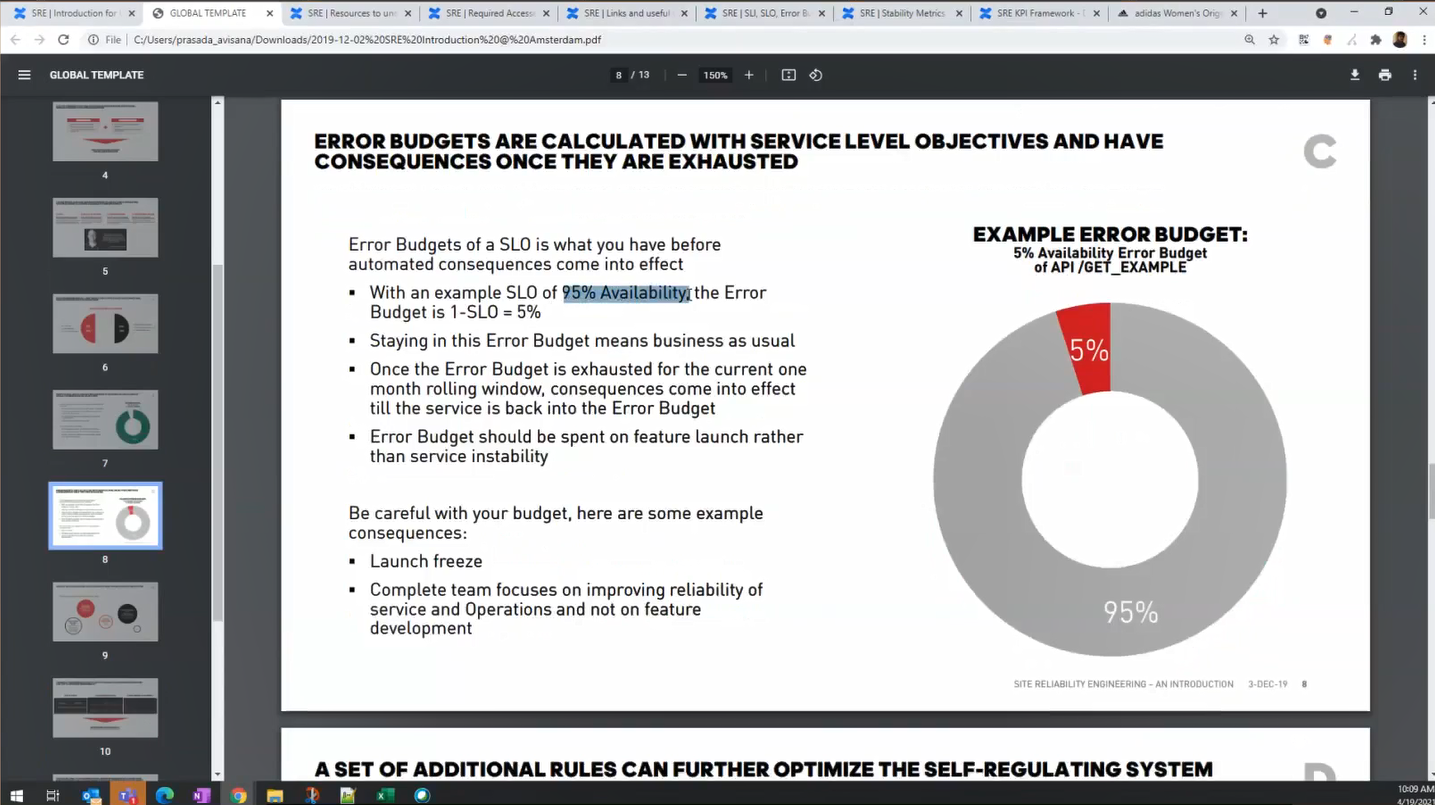 SRE | Introduction for
GLOBAL TEMPLATE
SRE | Resources to un
SRE | Required Access
SRE | Links and useful
SRE | SLI, SLO, Error B
SRE | Stability Metrics
SRE KPI Framework - D
adidas Women's Orig
File
C:/Users/prasada_avisana/Downloads/2019-12-02%20SRE%20Introduction%20@%20Amsterdam.pdf
GLOBAL TEMPLATE
8 / 13
150%
4
5
6
7
8
9
10
ERROR BUDGETS ARE CALCULATED WITH SERVICE LEVEL OBJECTIVES AND HAVE
CONSEQUENCES ONCE THEY ARE EXHAUSTED
C
Error Budgets of a SLO is what you have before
automated consequences come into effect
▪ With an example SLO of 95% Availability, the Error
Budget is 1-SLO = 5%
▪ Staying in this Error Budget means business as usual
▪ Once the Error Budget is exhausted for the current one
month rolling window, consequences come into effect
till the service is back into the Error Budget
▪ Error Budget should be spent on feature launch rather
than service instability
Be careful with your budget, here are some example
consequences:
▪ Launch freeze
▪ Complete team focuses on improving reliability of
service and Operations and not on feature
development
EXAMPLE ERROR BUDGET:
5% Availability Error Budget
of API /GET_EXAMPLE
5%
95%
SITE RELIABILITY ENGINEERING – AN INTRODUCTION 3-DEC-19 8
A SET OF ADDITIONAL RULES CAN FURTHER OPTIMIZE THE SELF-REGULATING SYSTEM
10:09 AM
4/19/2021